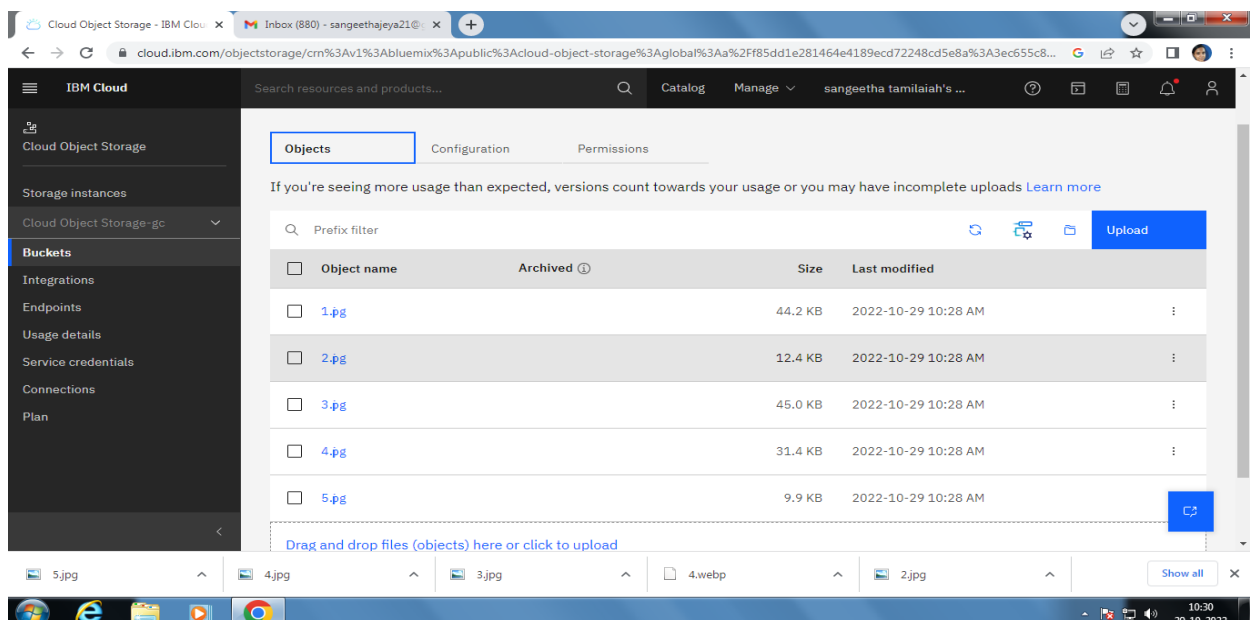 Cloud Object Storage - IBM Clou
Inbox (880) - sangeethajeya21@
cloud.ibm.com/objectstorage/crn%3Av1%3Abluemix%3Apublic%3Acloud-object-storage%3Aglobal%3Aa%2Ff85dd1e281464e4189ecd72248cd5e8a%3A3ec655c8...
IBM Cloud
Search resources and products...
Catalog
Manage
sangeetha tamilaiah's ...
Cloud Object Storage
Storage instances
Cloud Object Storage-gc
Buckets
Integrations
Endpoints
Usage details
Service credentials
Connections
Plan
Objects Configuration Permissions
If you're seeing more usage than expected, versions count towards your usage or you may have incomplete uploads Learn more
Prefix filter
Upload
Object name Archived Size Last modified
1.jpg 44.2 KB 2022-10-29 10:28 AM
2.jpg 12.4 KB 2022-10-29 10:28 AM
3.jpg 45.0 KB 2022-10-29 10:28 AM
4.jpg 31.4 KB 2022-10-29 10:28 AM
5.jpg 9.9 KB 2022-10-29 10:28 AM
Drag and drop files (objects) here or click to upload
5.jpg
4.jpg
3.jpg
4.webp
2.jpg
Show all
10:30
29-10-2022